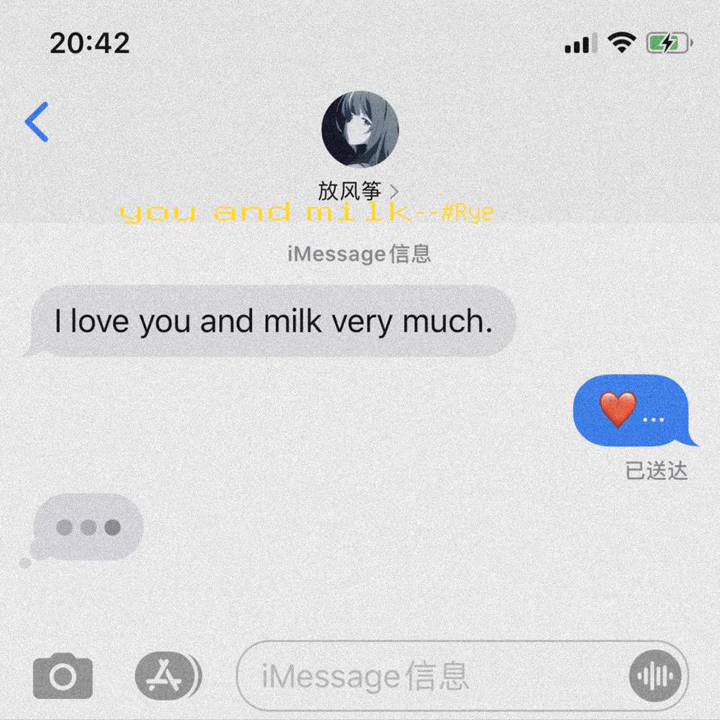 20:42
放风筝
you and milk--#Rye
iMessage信息
I love you and milk very much.
❤️...
已送达
iMessage信息